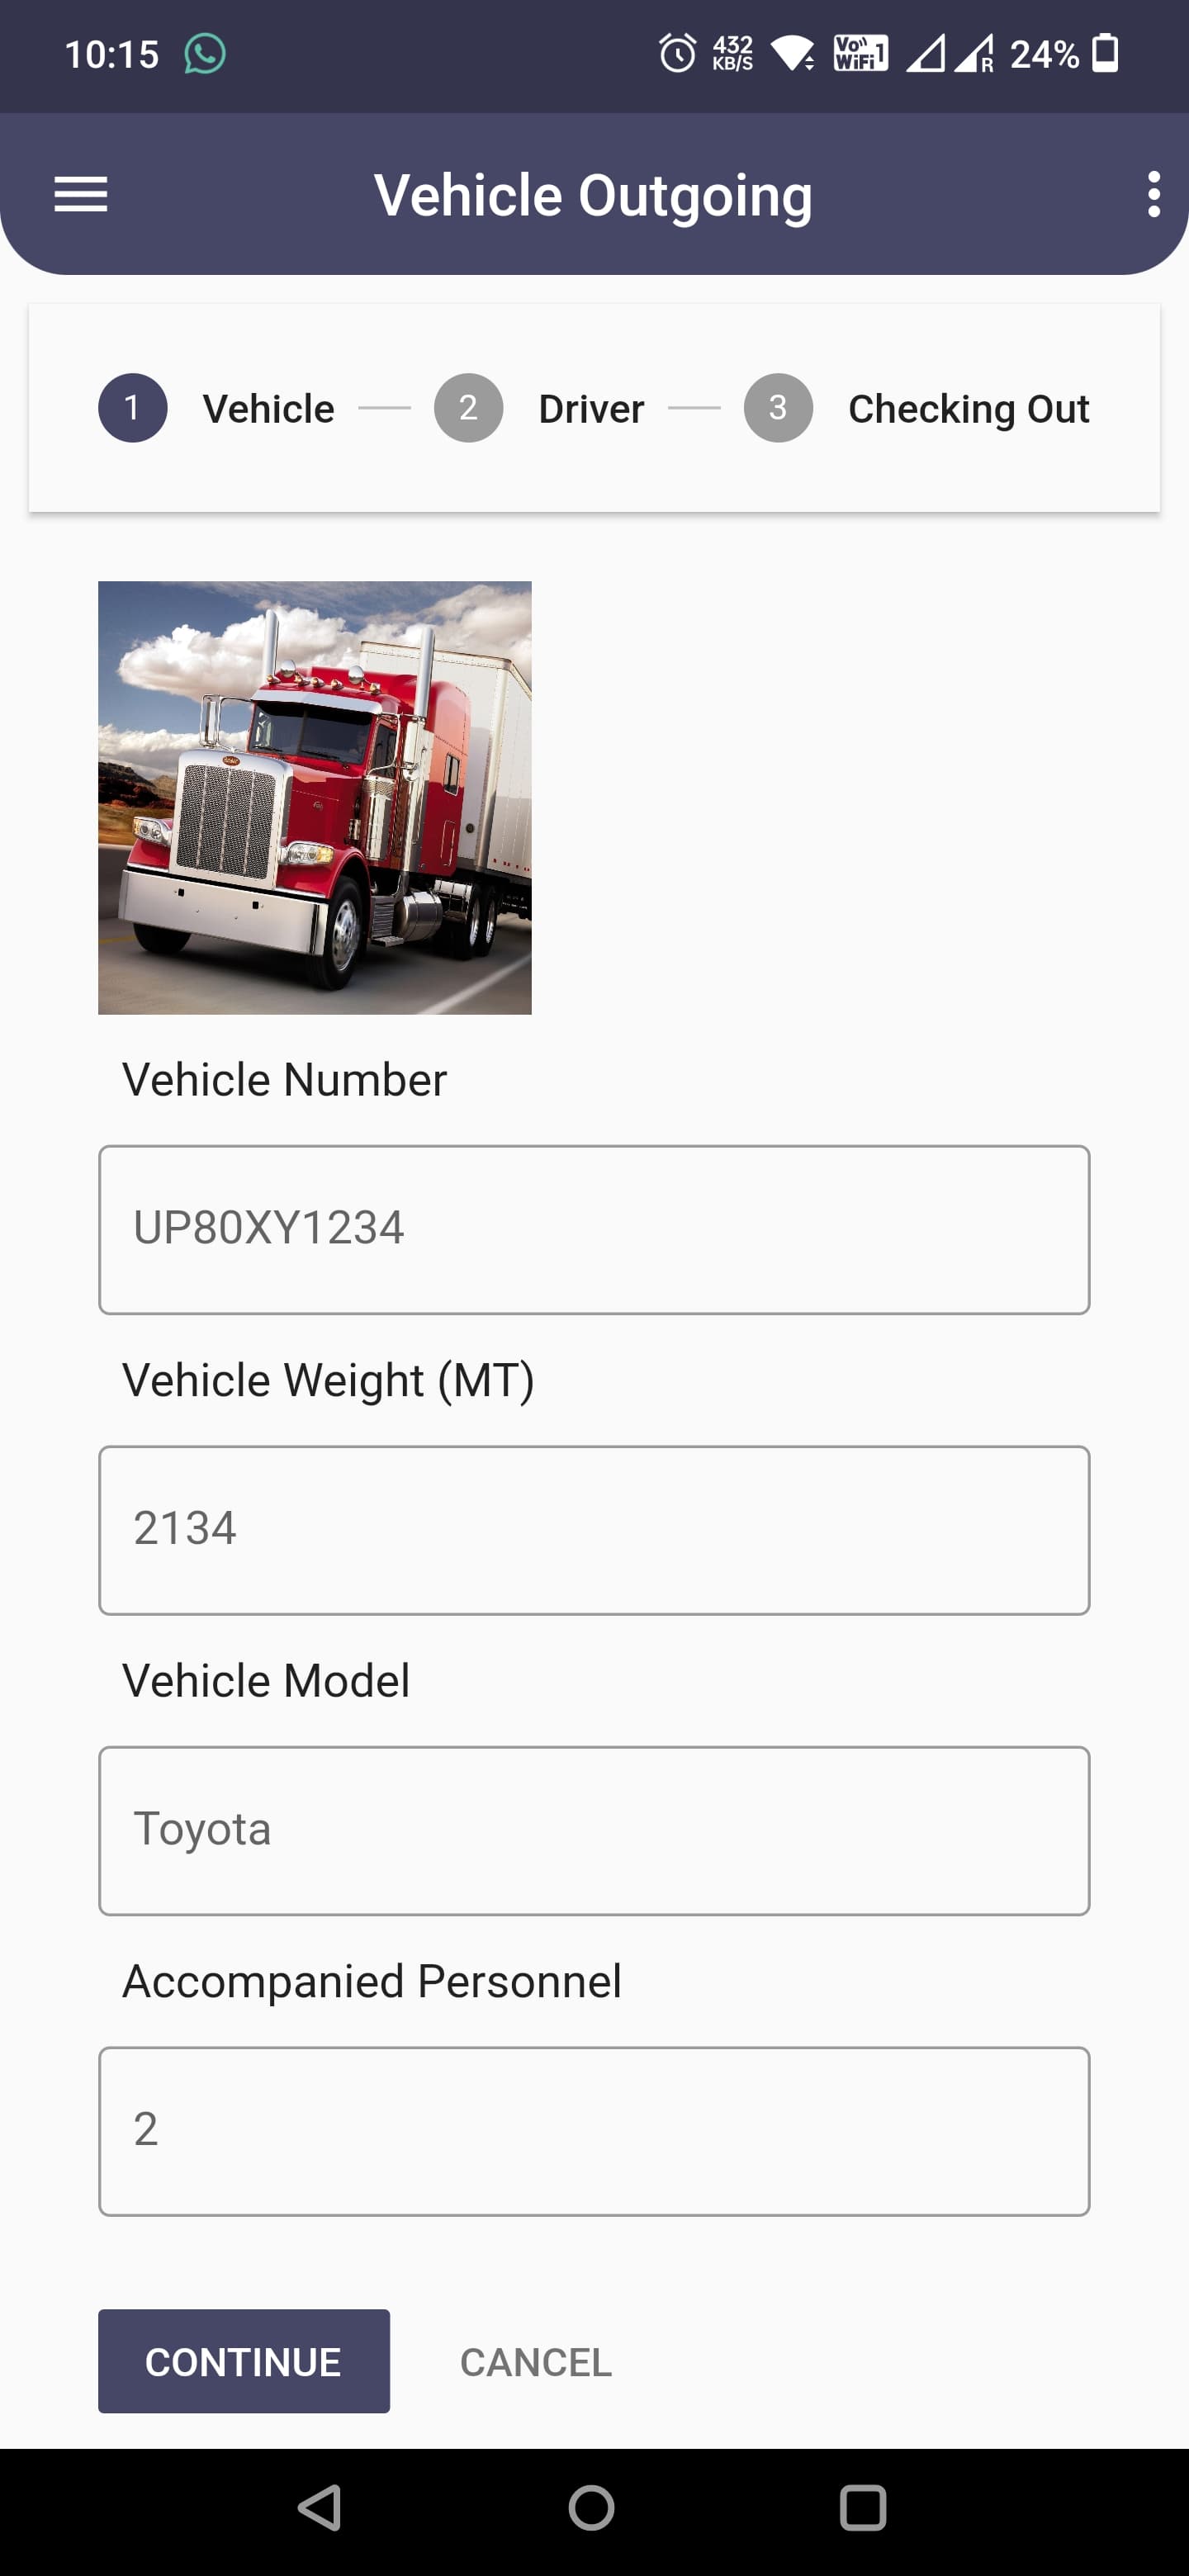 10:15 432 KB/S Vo WiFi 1 R 24%
Vehicle Outgoing
1 Vehicle 2 Driver 3 Checking Out
Vehicle Number
UP80XY1234
Vehicle Weight (MT)
2134
Vehicle Model
Toyota
Accompanied Personnel
2
CONTINUE CANCEL